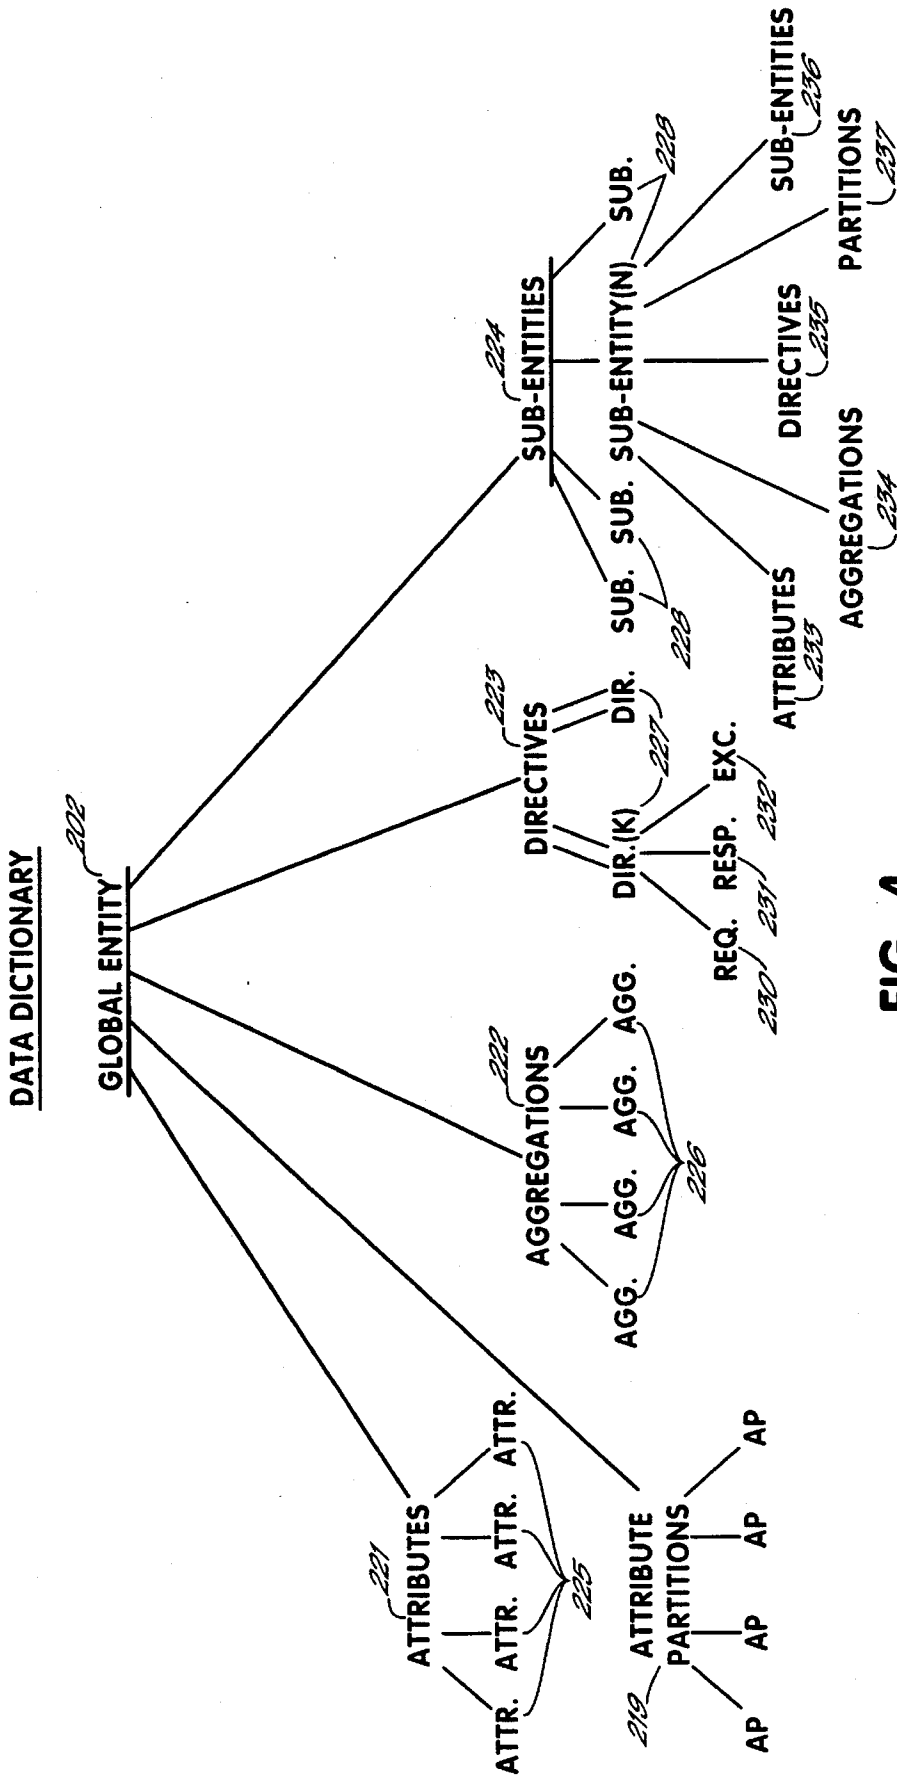 DATA DICTIONARY
GLOBAL ENTITY
202
ATTRIBUTES
221
ATTR. ATTR. ATTR. ATTR.
225
ATTRIBUTE
PARTITIONS
219
AP AP AP AP
AGGREGATIONS
222
AGG. AGG. AGG. AGG.
226
DIRECTIVES
223
DIR.(K) DIR.
227
REQ. RESP. EXC.
230 231 232
SUB-ENTITIES
224
SUB. SUB. SUB-ENTITY(N) SUB.
228 228
ATTRIBUTES
233
AGGREGATIONS
234
DIRECTIVES
235
PARTITIONS
237
SUB-ENTITIES
236